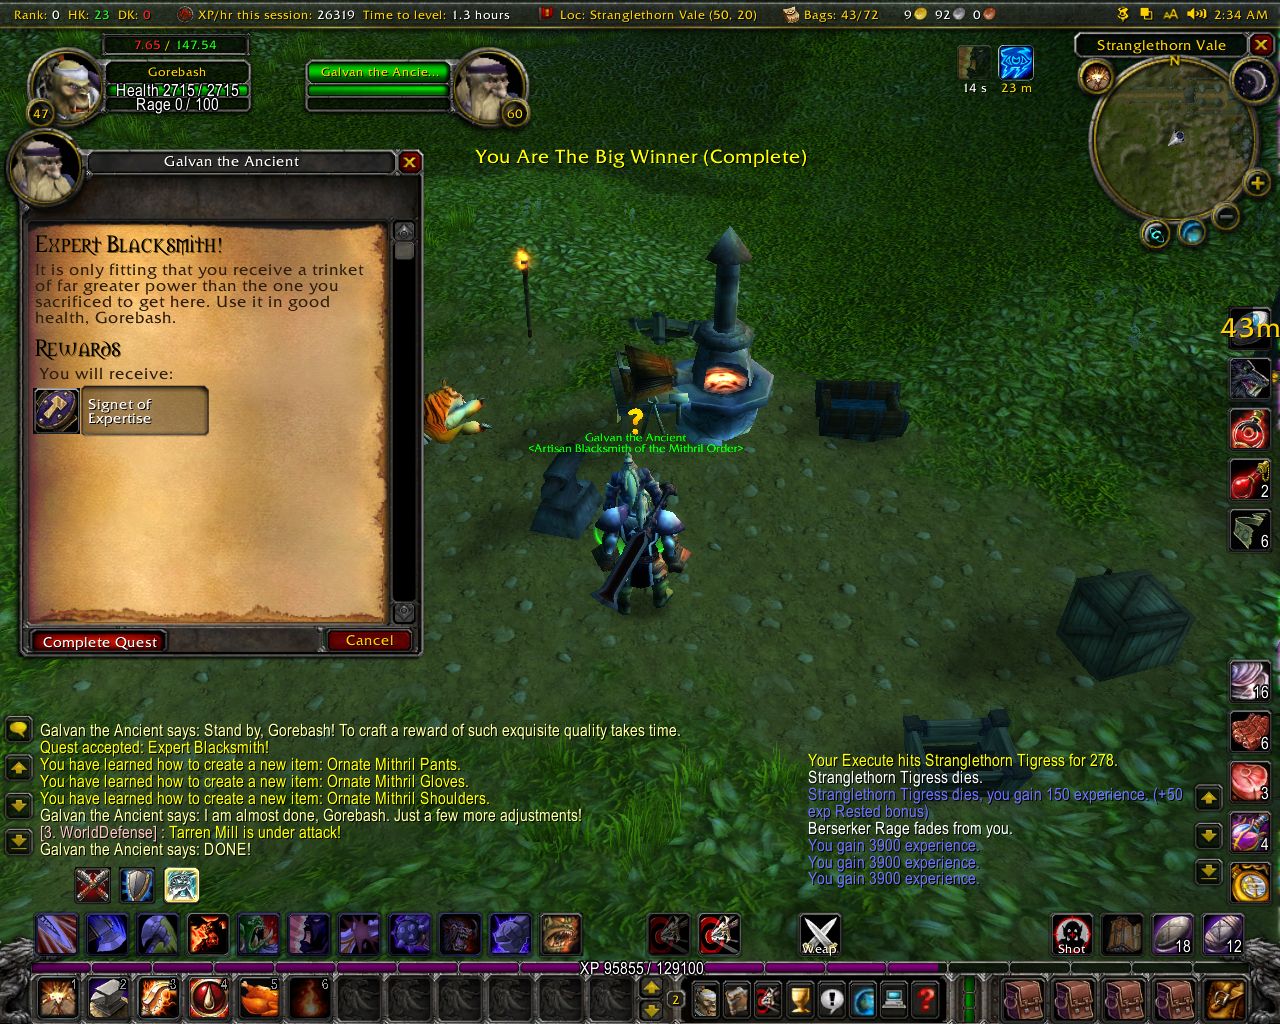 Rank: 0 HK: 23 DK: 0 XP/hr this session: 26319 Time to level: 1.3 hours Loc: Stranglethorn Vale (50, 20) Bags: 43/72 9 92 0 2:34 AM
7.65 / 147.54
Gorebash
Health 2715 / 2715
Rage 0 / 100
47
Galvan the Ancie...
60
14 s
23 m
Stranglethorn Vale
N
Galvan the Ancient
You Are The Big Winner (Complete)
Expert Blacksmith!
It is only fitting that you receive a trinket
of far greater power than the one you
sacrificed to get here. Use it in good
health, Gorebash.
Rewards
You will receive:
Signet of
Expertise
Complete Quest
Cancel
43m
?
Galvan the Ancient
<Artisan Blacksmith of the Mithril Order>
2
6
16
6
3
4
Galvan the Ancient says: Stand by, Gorebash! To craft a reward of such exquisite quality takes time.
Quest accepted: Expert Blacksmith!
You have learned how to create a new item: Ornate Mithril Pants.
You have learned how to create a new item: Ornate Mithril Gloves.
You have learned how to create a new item: Ornate Mithril Shoulders.
Galvan the Ancient says: I am almost done, Gorebash. Just a few more adjustments!
[3. WorldDefense] : Tarren Mill is under attack!
Galvan the Ancient says: DONE!
Your Execute hits Stranglethorn Tigress for 278.
Stranglethorn Tigress dies.
Stranglethorn Tigress dies, you gain 150 experience. (+50
exp Rested bonus)
Berserker Rage fades from you.
You gain 3900 experience.
You gain 3900 experience.
You gain 3900 experience.
Weap
Shot
18
12
XP 95855 / 129100
1
2
3
4
5
6
2